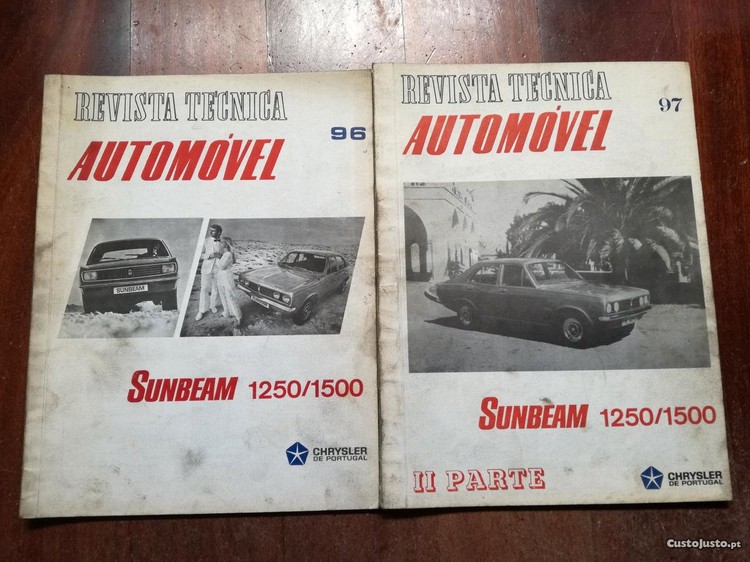 REVISTA TECNICA
96
AUTOMÓVEL
SUNBEAM
SUNBEAM 1250/1500
CHRYSLER
DE PORTUGAL
REVISTA TECNICA
97
AUTOMÓVEL
SUNBEAM 1250/1500
II PARTE
CHRYSLER
DE PORTUGAL
CustoJusto.pt